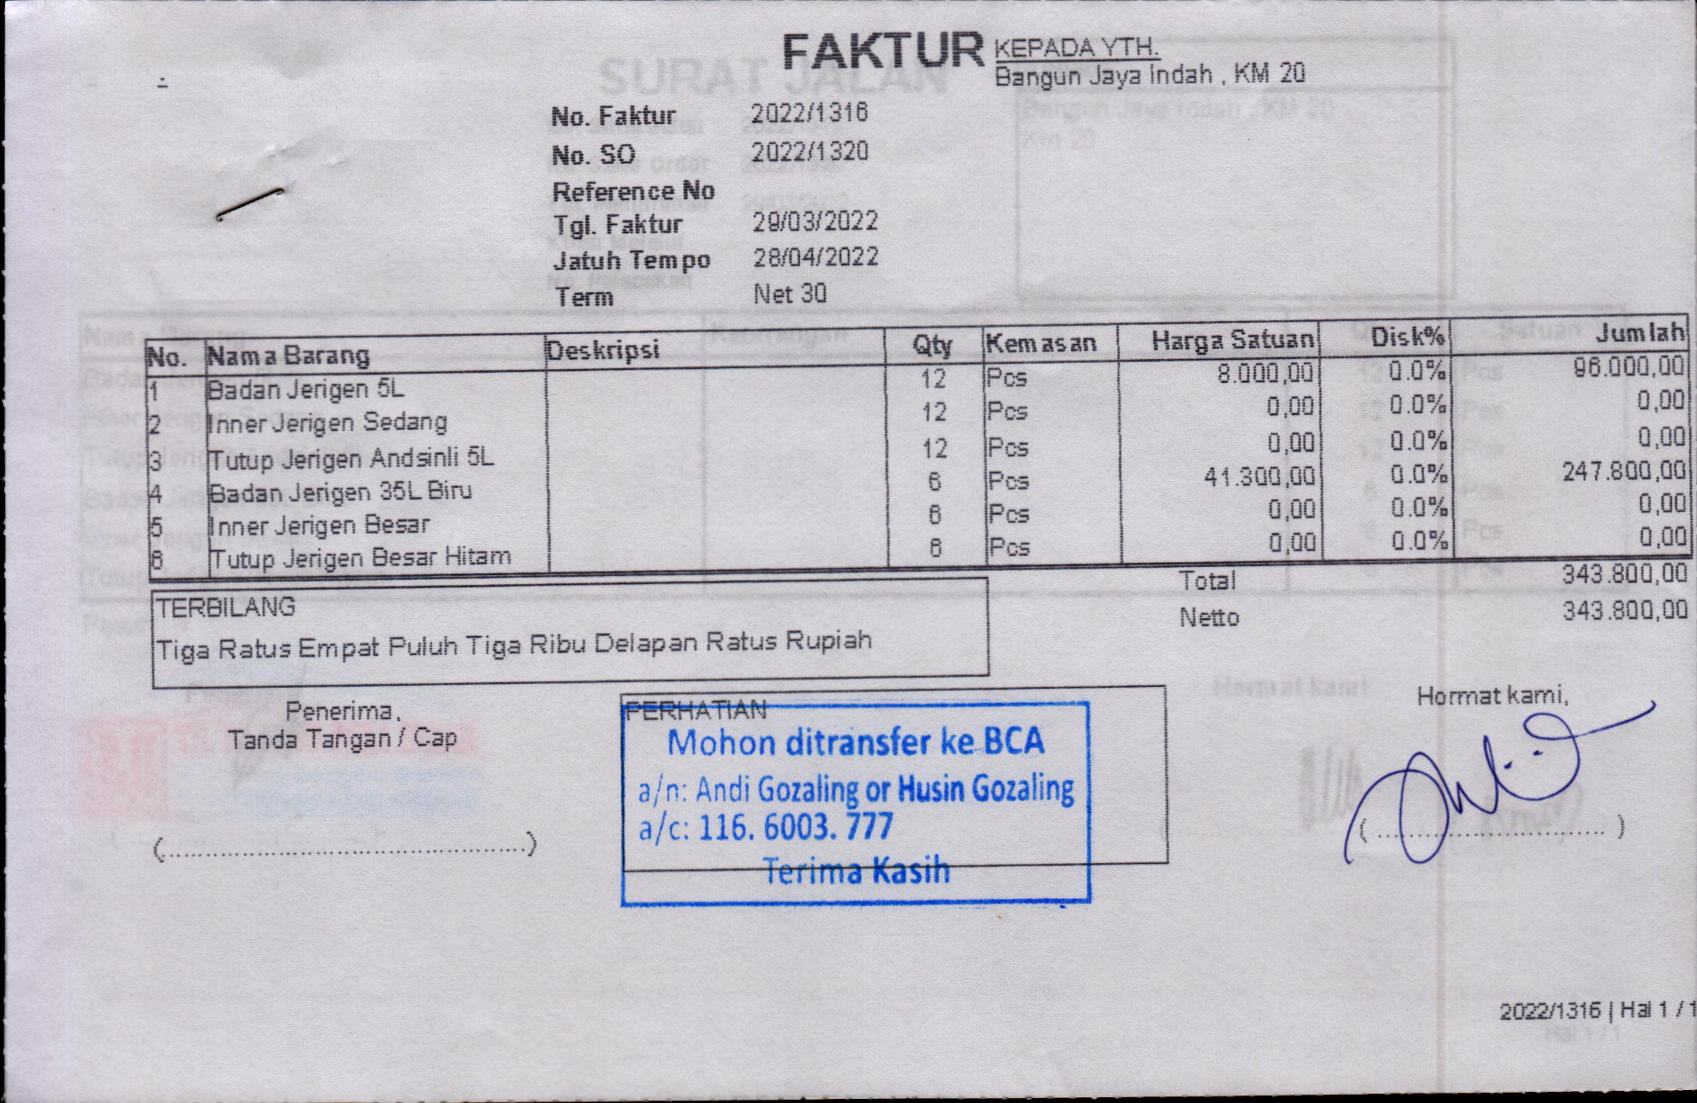 FAKTUR
KEPADA YTH.
Bangun Jaya Indah , KM 20
No. Faktur 2022/1316
No. SO 2022/1320
Reference No
Tgl. Faktur 29/03/2022
Jatuh Tempo 28/04/2022
Term Net 30
No. Nama Barang Deskripsi Qty Kemasan Harga Satuan Disk% Jumlah
1 Badan Jerigen 5L 12 Pcs 8.000,00 0.0% 96.000,00
2 Inner Jerigen Sedang 12 Pcs 0,00 0.0% 0,00
3 Tutup Jerigen Andsinli 5L 12 Pcs 0,00 0.0% 0,00
4 Badan Jerigen 35L Biru 6 Pcs 41.300,00 0.0% 247.800,00
5 Inner Jerigen Besar 6 Pcs 0,00 0.0% 0,00
6 Tutup Jerigen Besar Hitam 6 Pcs 0,00 0.0% 0,00
Total 343.800,00
Netto 343.800,00
TERBILANG
Tiga Ratus Empat Puluh Tiga Ribu Delapan Ratus Rupiah
Penerima,
Tanda Tangan / Cap
(................................................)
PERHATIAN
Mohon ditransfer ke BCA
a/n: Andi Gozaling or Husin Gozaling
a/c: 116. 6003. 777
Terima Kasih
Hormat kami,
(................................)
2022/1316 | Hal 1 / 1